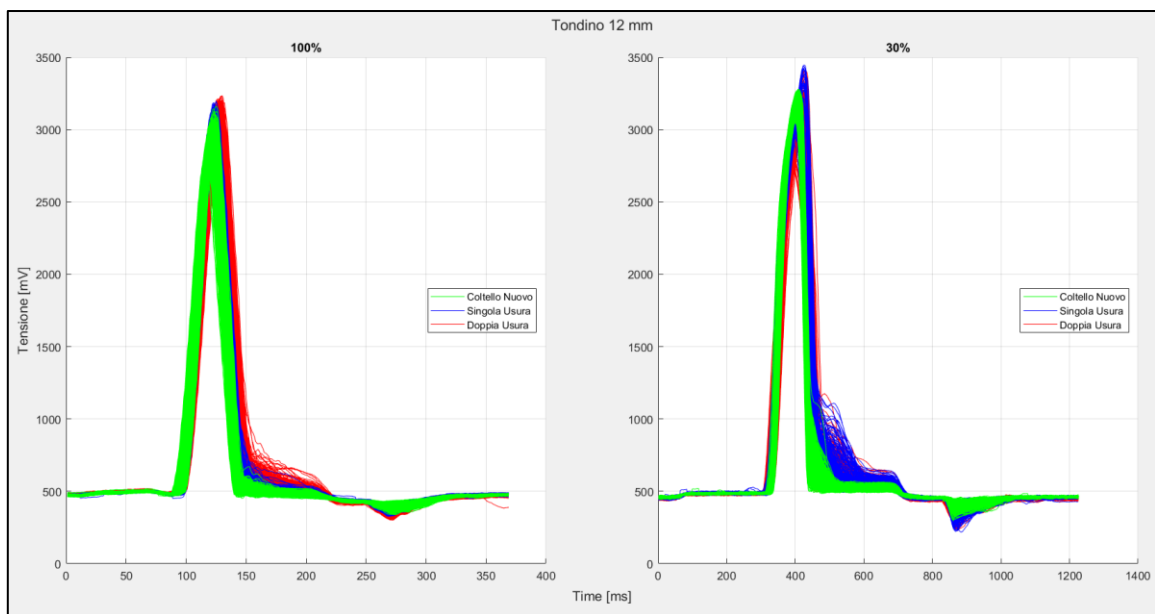 Tondino 12 mm
100%
3500
3000
2500
2000
1500
1000
500
0
Tensione [mV]
0 50 100 150 200 250 300 350 400
Coltello Nuovo
Singola Usura
Doppia Usura
30%
3500
3000
2500
2000
1500
1000
500
0
0 200 400 600 800 1000 1200 1400
Coltello Nuovo
Singola Usura
Doppia Usura
Time [ms]